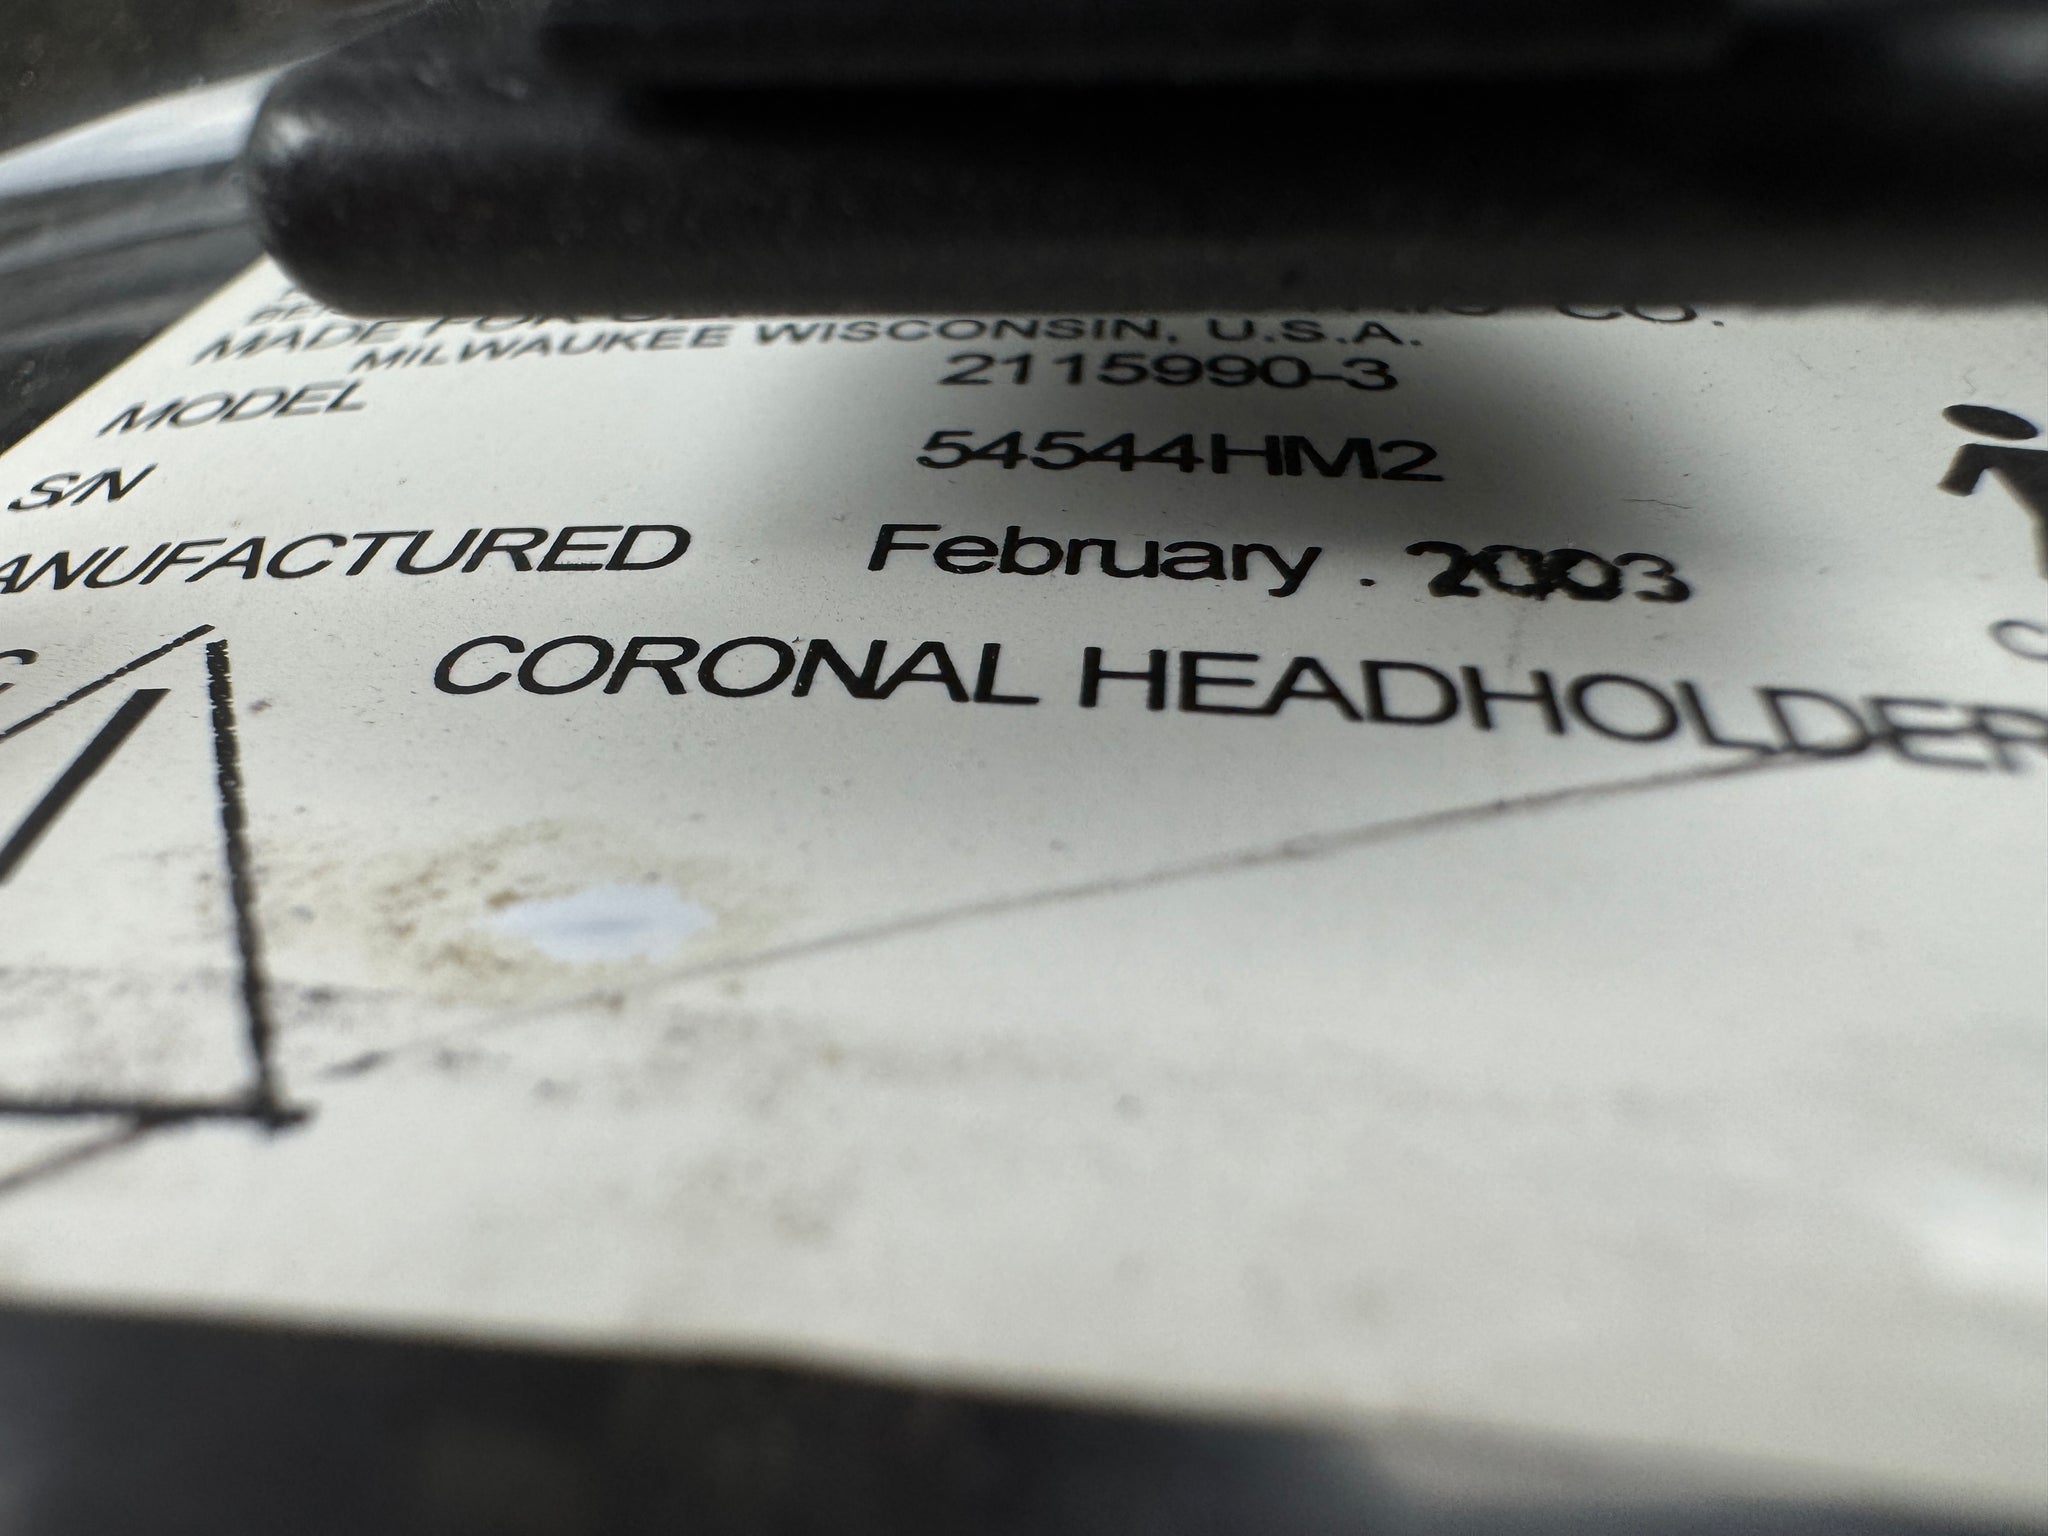 MADE FOR
MILWAUKEE WISCONSIN, U.S.A.
MODEL 2115990-3
S/N 54544HM2
ANUFACTURED February . 2003
CORONAL HEADHOLDER